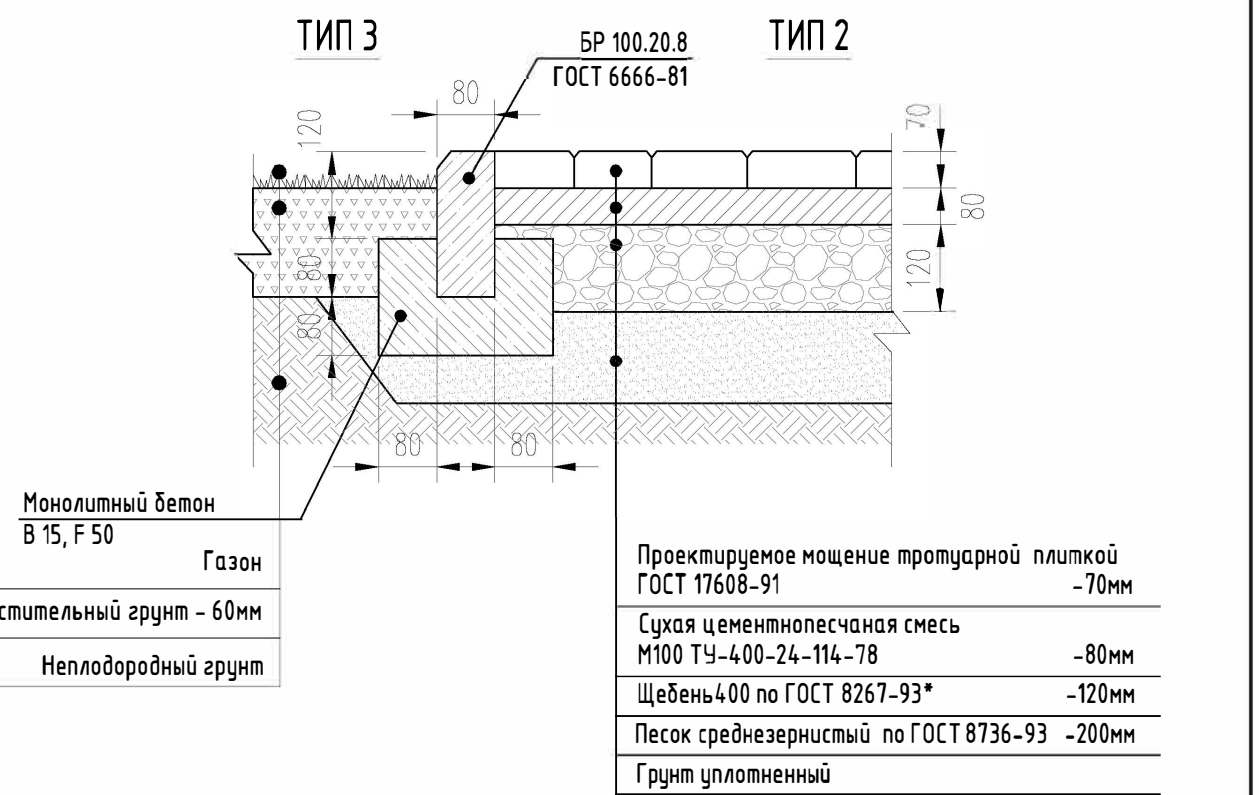 ТИП 3
БР 100.20.8
ГОСТ 6666-81
ТИП 2
80
120
70
80
120
80
80
80
80
Монолитный бетон
В 15, F 50
Газон
грунт - 60мм
Неплодородный грунт
Проектируемое мощение тротуарной плиткой
ГОСТ 17608-91 -70мм
Сухая цементнопесчаная смесь
М100 ТУ-400-24-114-78 -80мм
Щебень400 по ГОСТ 8267-93* -120мм
Песок среднезернистый по ГОСТ 8736-93 -200мм
Грунт уплотненный